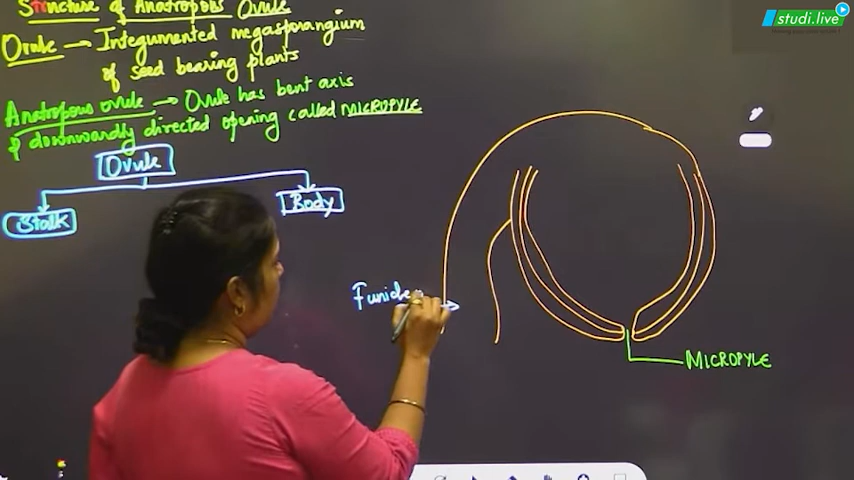 Structure of Anatropous Ovule
Ovule → Integumented megasporangium
of seed bearing plants
Anatropous ovule → Ovule has bent axis
& downwardly directed opening called MICROPYLE
Ovule
Stalk
Body
Funicle
MICROPYLE
studi.live